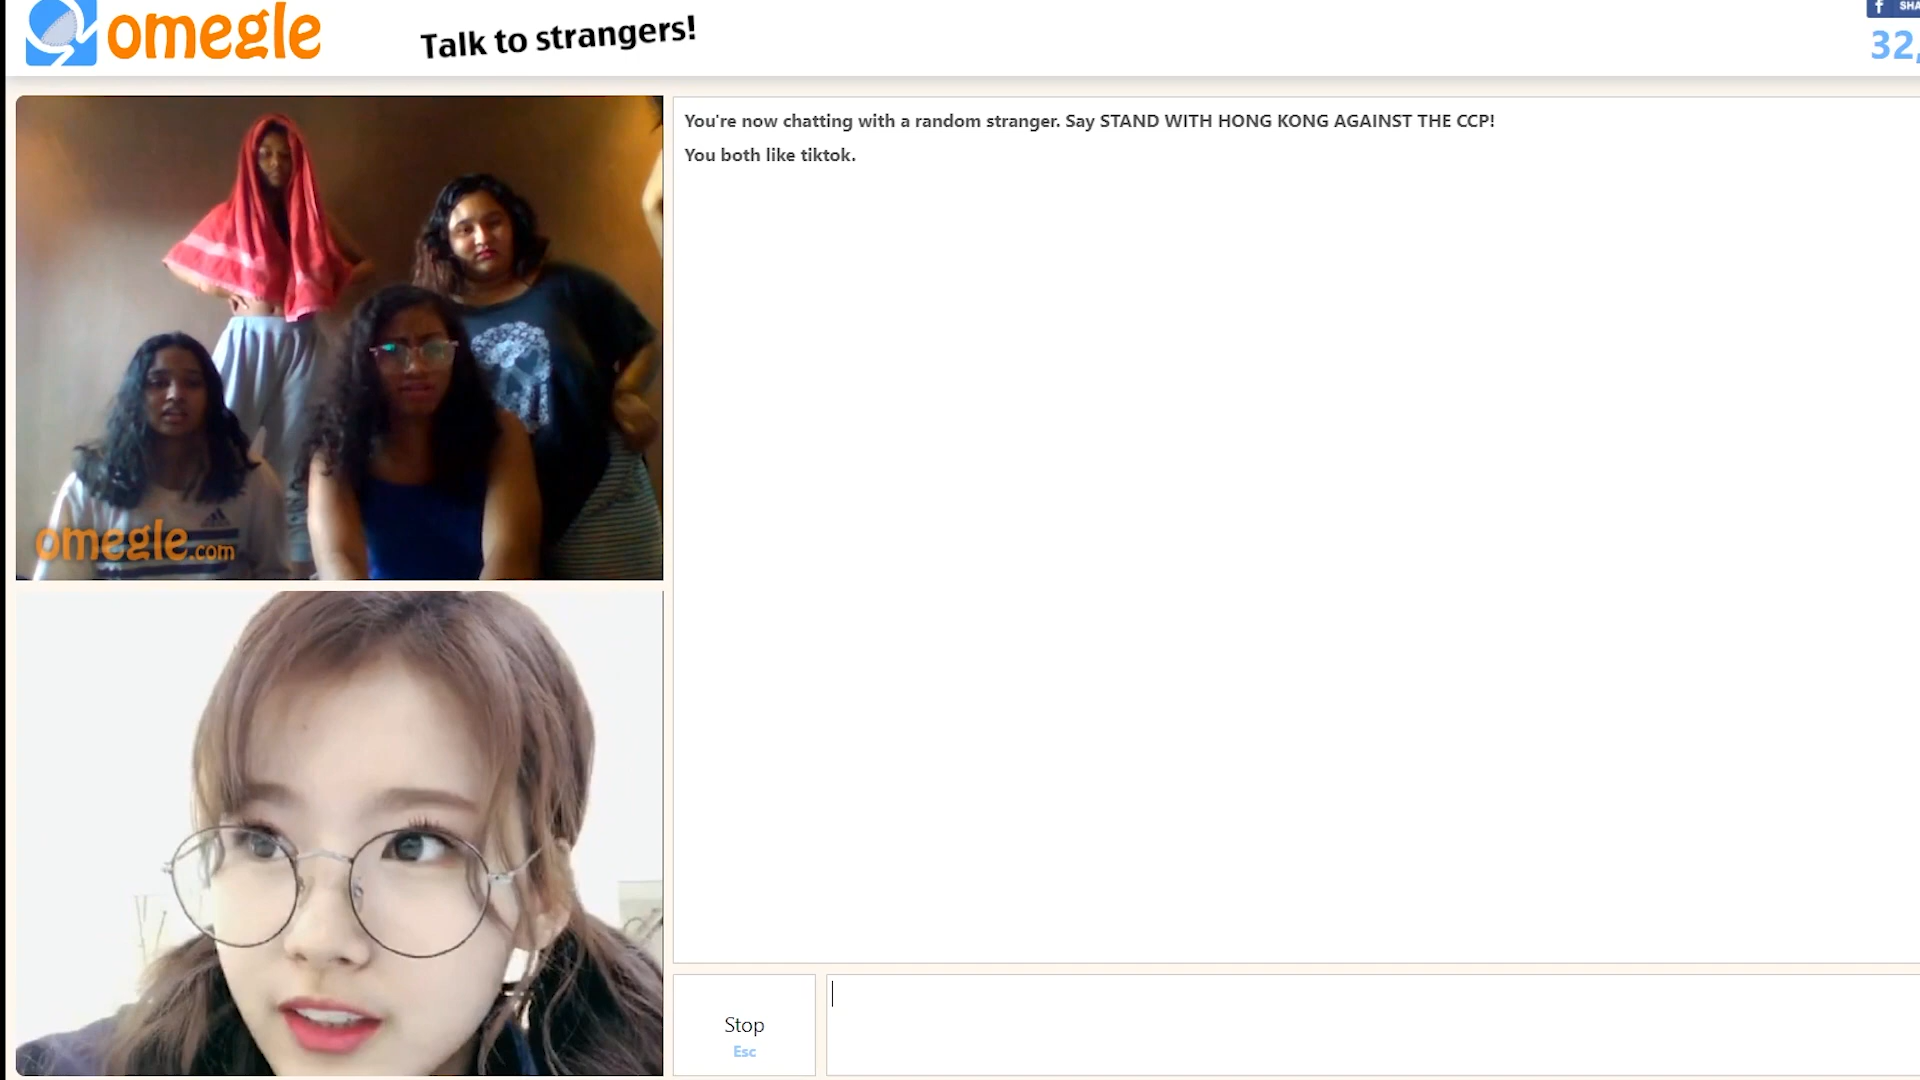 omegle
Talk to strangers!
f SHA
32,
You're now chatting with a random stranger. Say STAND WITH HONG KONG AGAINST THE CCP!
You both like tiktok.
omegle.com
Stop
Esc